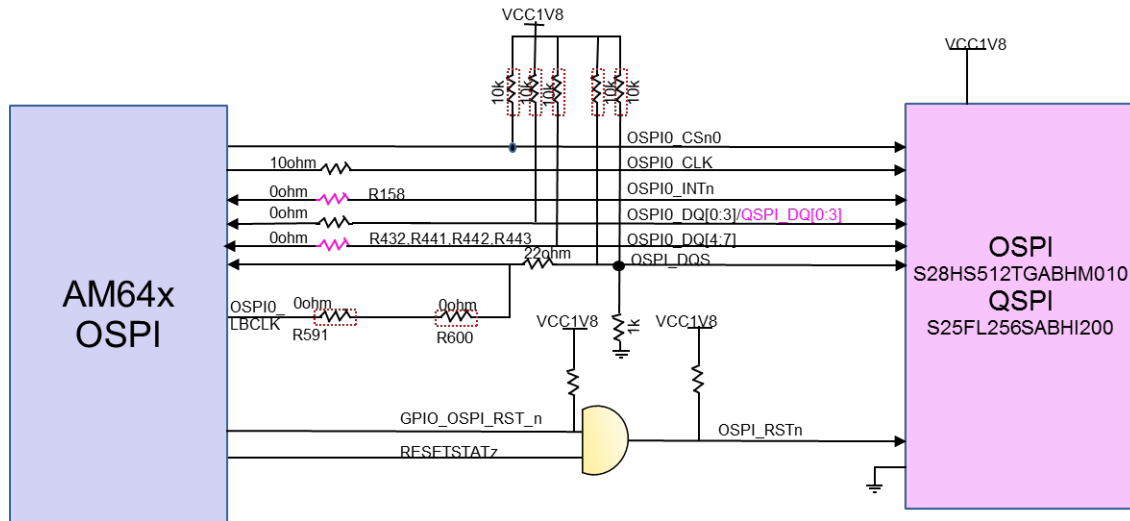 VCC1V8
VCC1V8
10k
10k
10k
10k
10k
OSPI0_CSn0
10ohm
OSPI0_CLK
0ohm
R158
OSPI0_INTn
0ohm
OSPI0_DQ[0:3]/QSPI_DQ[0:3]
0ohm
R432,R441,R442,R443
OSPI0_DQ[4:7]
22ohm
OSPI_DQS
AM64x
OSPI
OSPI
S28HS512TGABHM010
QSPI
S25FL256SABHI200
OSPI0_
LBCLK
0ohm
R591
0ohm
R600
1k
VCC1V8
VCC1V8
GPIO_OSPI_RST_n
OSPI_RSTn
RESETSTATz